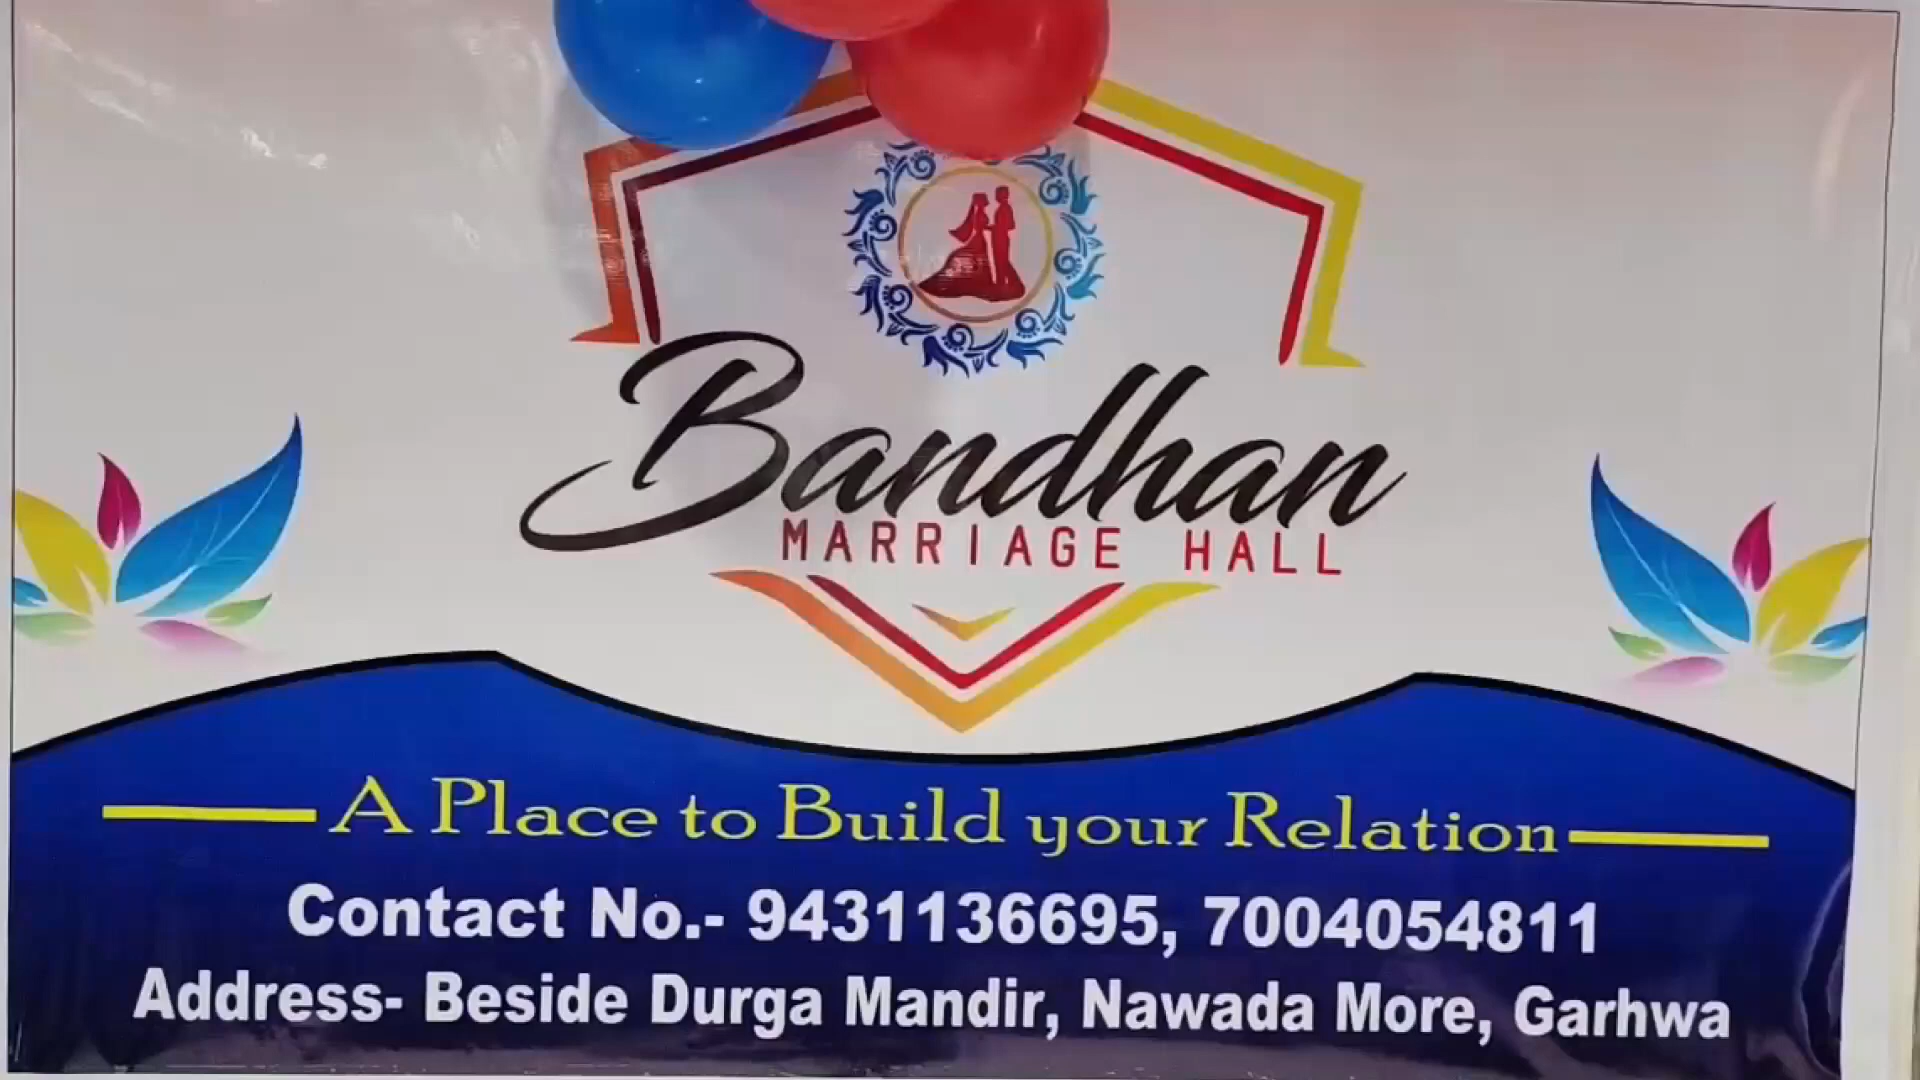 Bandhan
MARRIAGE HALL
A Place to Build your Relation
Contact No.- 9431136695, 7004054811
Address- Beside Durga Mandir, Nawada More, Garhwa